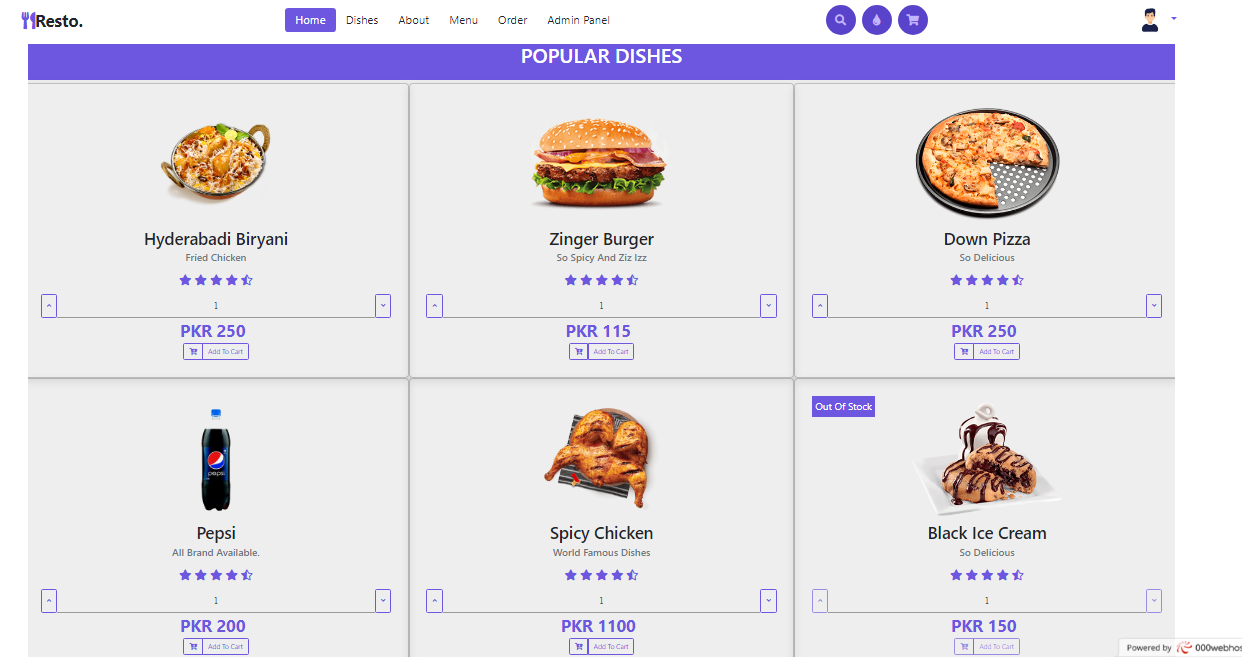 Resto.
Home Dishes About Menu Order Admin Panel
POPULAR DISHES
Hyderabadi Biryani
Fried Chicken
1
PKR 250
Add To Cart
Zinger Burger
So Spicy And Ziz Izz
1
PKR 115
Add To Cart
Down Pizza
So Delicious
1
PKR 250
Add To Cart
pepsi
Pepsi
All Brand Available.
1
PKR 200
Add To Cart
Spicy Chicken
World Famous Dishes
1
PKR 1100
Add To Cart
Out Of Stock
Black Ice Cream
So Delicious
1
PKR 150
Add To Cart
Powered by 000webhos